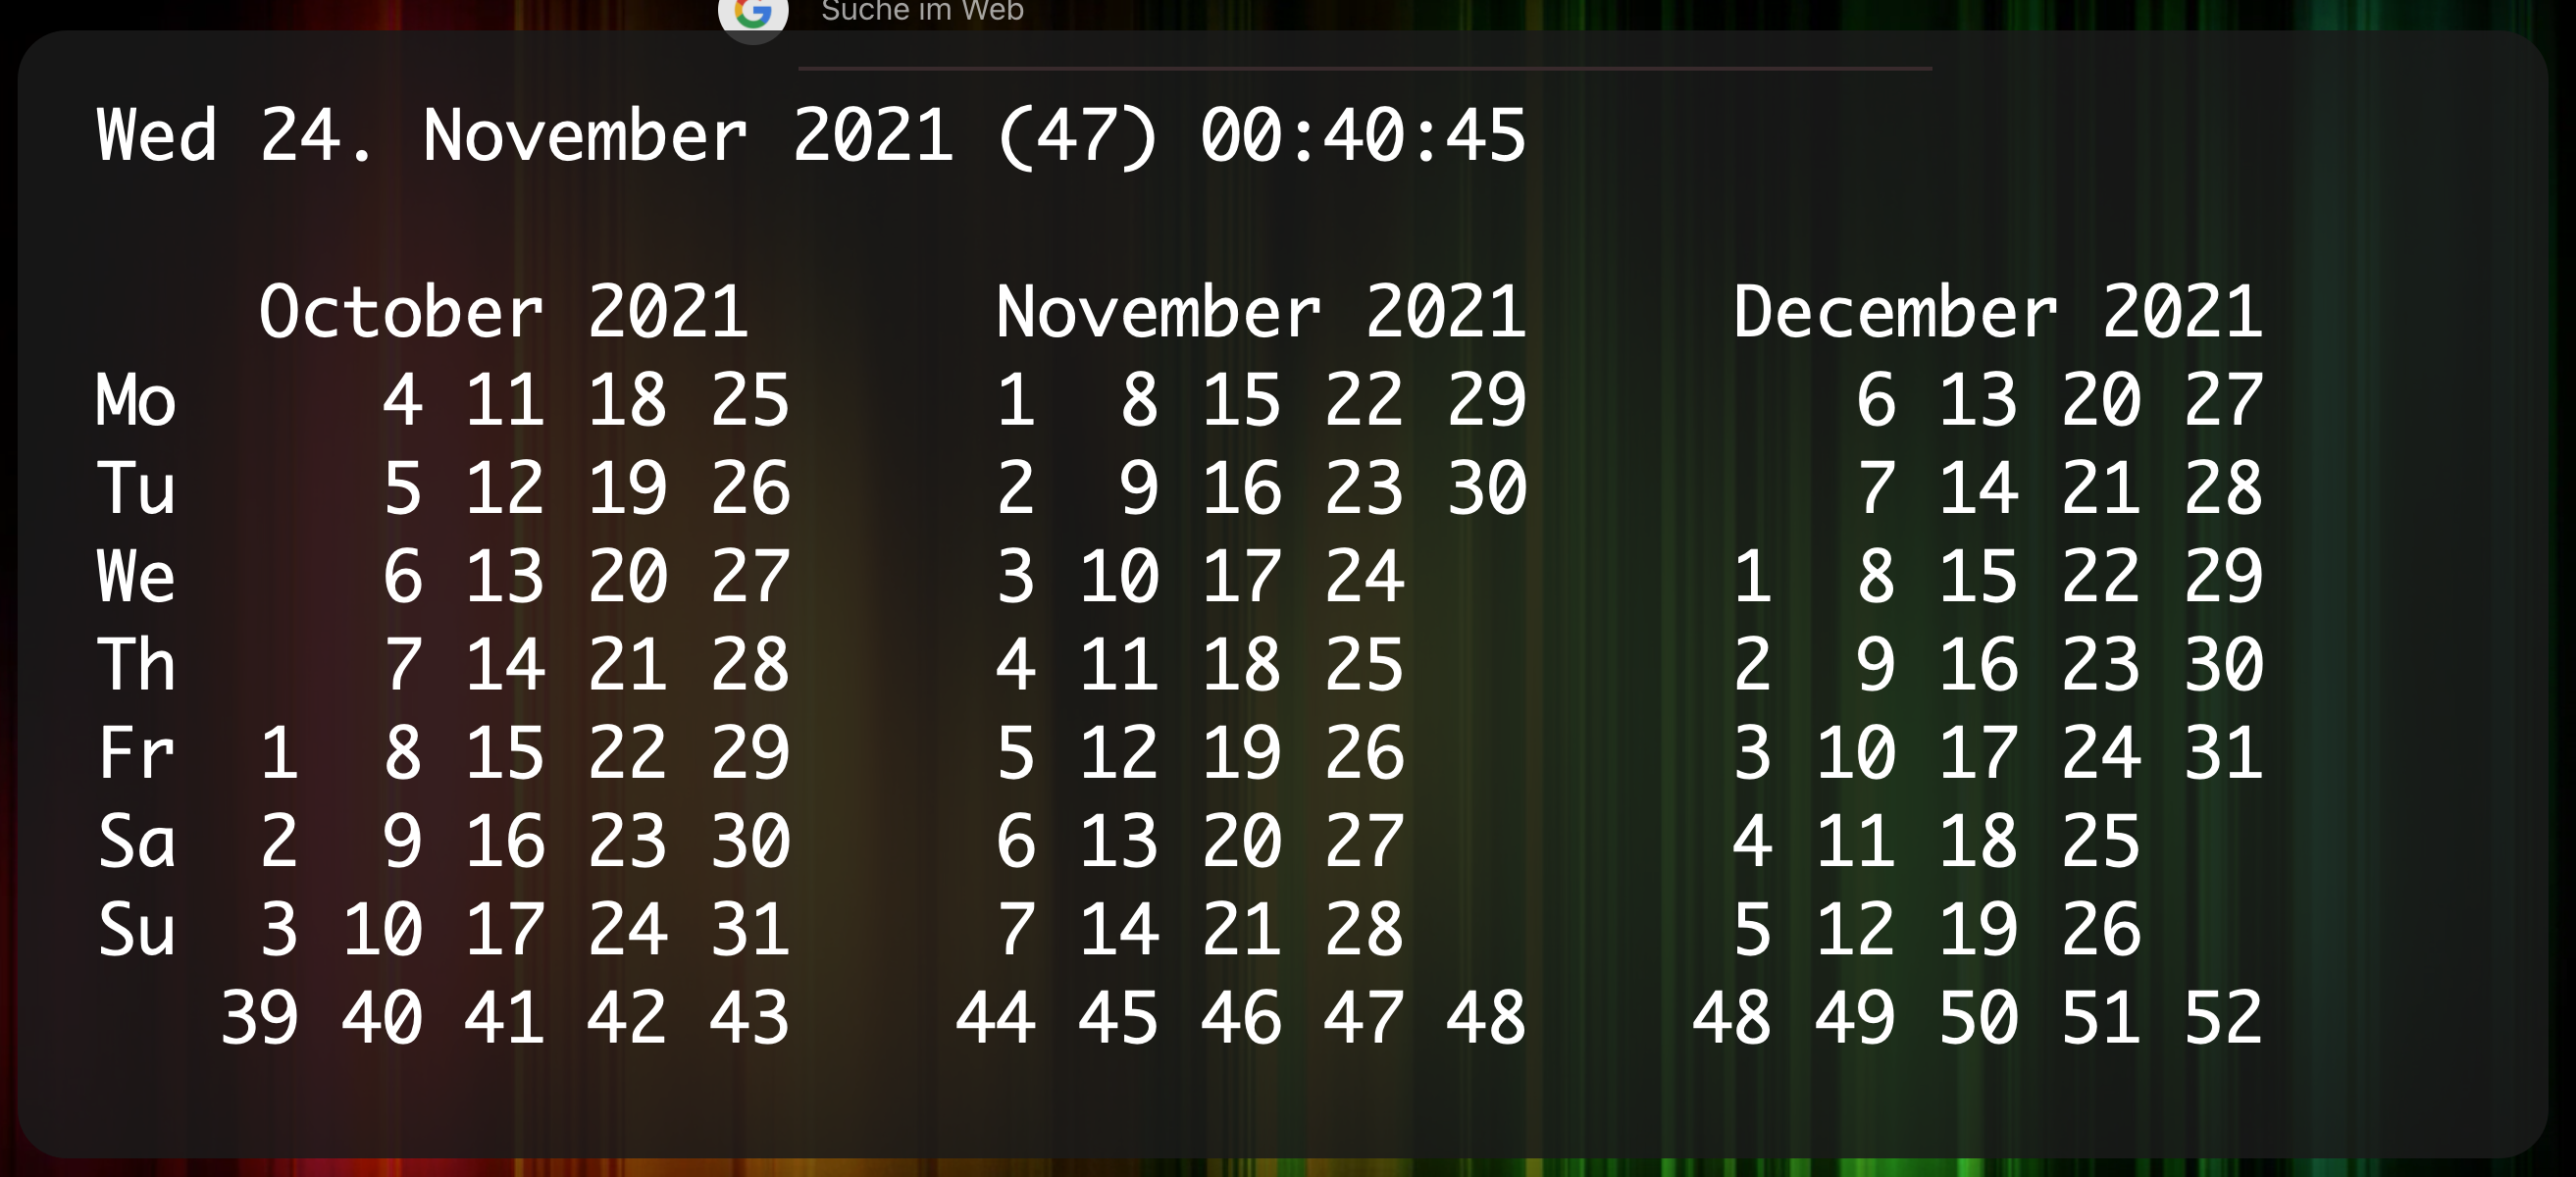 Suche im Web
Wed 24. November 2021 (47) 00:40:45
October 2021 November 2021 December 2021
Mo 4 11 18 25 1 8 15 22 29 6 13 20 27
Tu 5 12 19 26 2 9 16 23 30 7 14 21 28
We 6 13 20 27 3 10 17 24 1 8 15 22 29
Th 7 14 21 28 4 11 18 25 2 9 16 23 30
Fr 1 8 15 22 29 5 12 19 26 3 10 17 24 31
Sa 2 9 16 23 30 6 13 20 27 4 11 18 25
Su 3 10 17 24 31 7 14 21 28 5 12 19 26
39 40 41 42 43 44 45 46 47 48 48 49 50 51 52